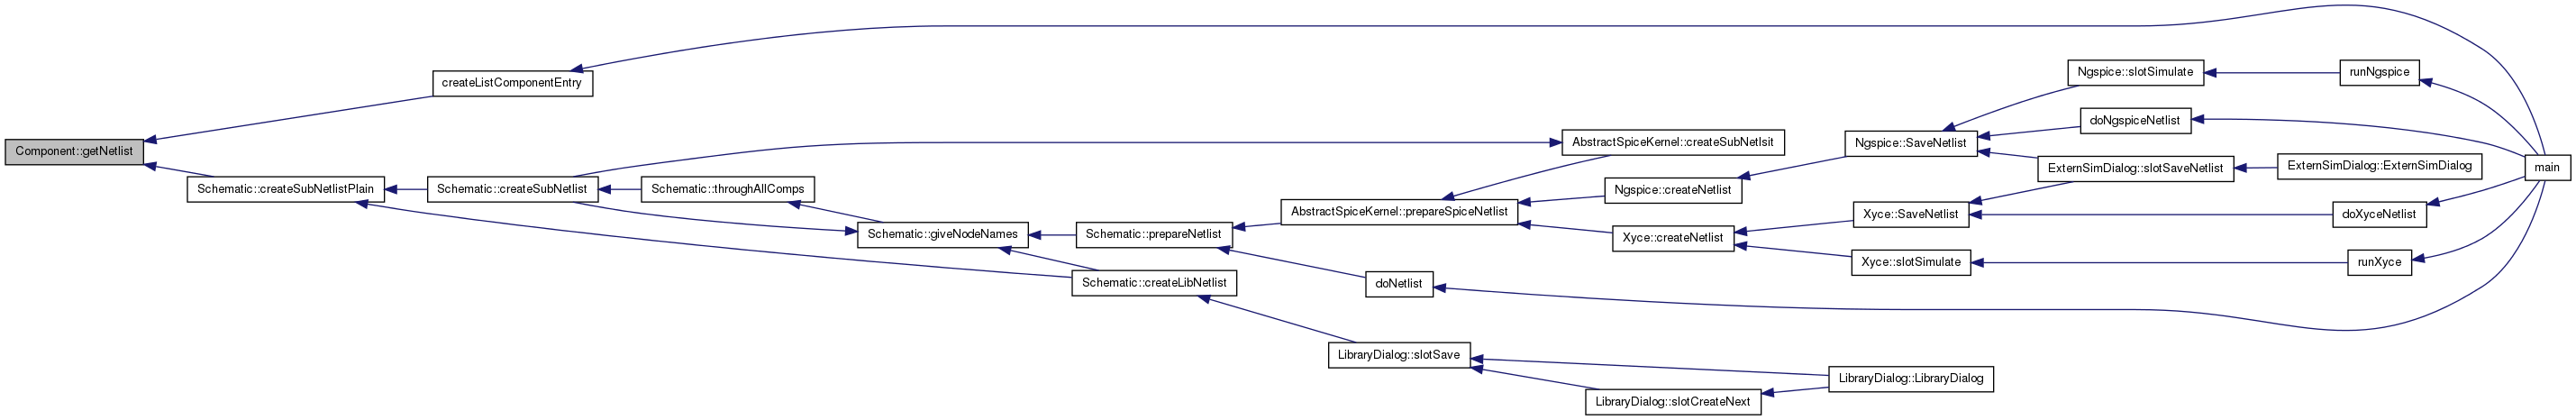 Component::getNetlist
createListComponentEntry
Schematic::createSubNetlistPlain
Schematic::createSubNetlist
Schematic::throughAllComps
Schematic::giveNodeNames
Schematic::prepareNetlist
Schematic::createLibNetlist
AbstractSpiceKernel::createSubNetlsit
AbstractSpiceKernel::prepareSpiceNetlist
doNetlist
LibraryDialog::slotSave
Ngspice::createNetlist
Xyce::createNetlist
LibraryDialog::slotCreateNext
Ngspice::SaveNetlist
Xyce::SaveNetlist
Xyce::slotSimulate
LibraryDialog::LibraryDialog
Ngspice::slotSimulate
doNgspiceNetlist
ExternSimDialog::slotSaveNetlist
runNgspice
ExternSimDialog::ExternSimDialog
doXyceNetlist
runXyce
main